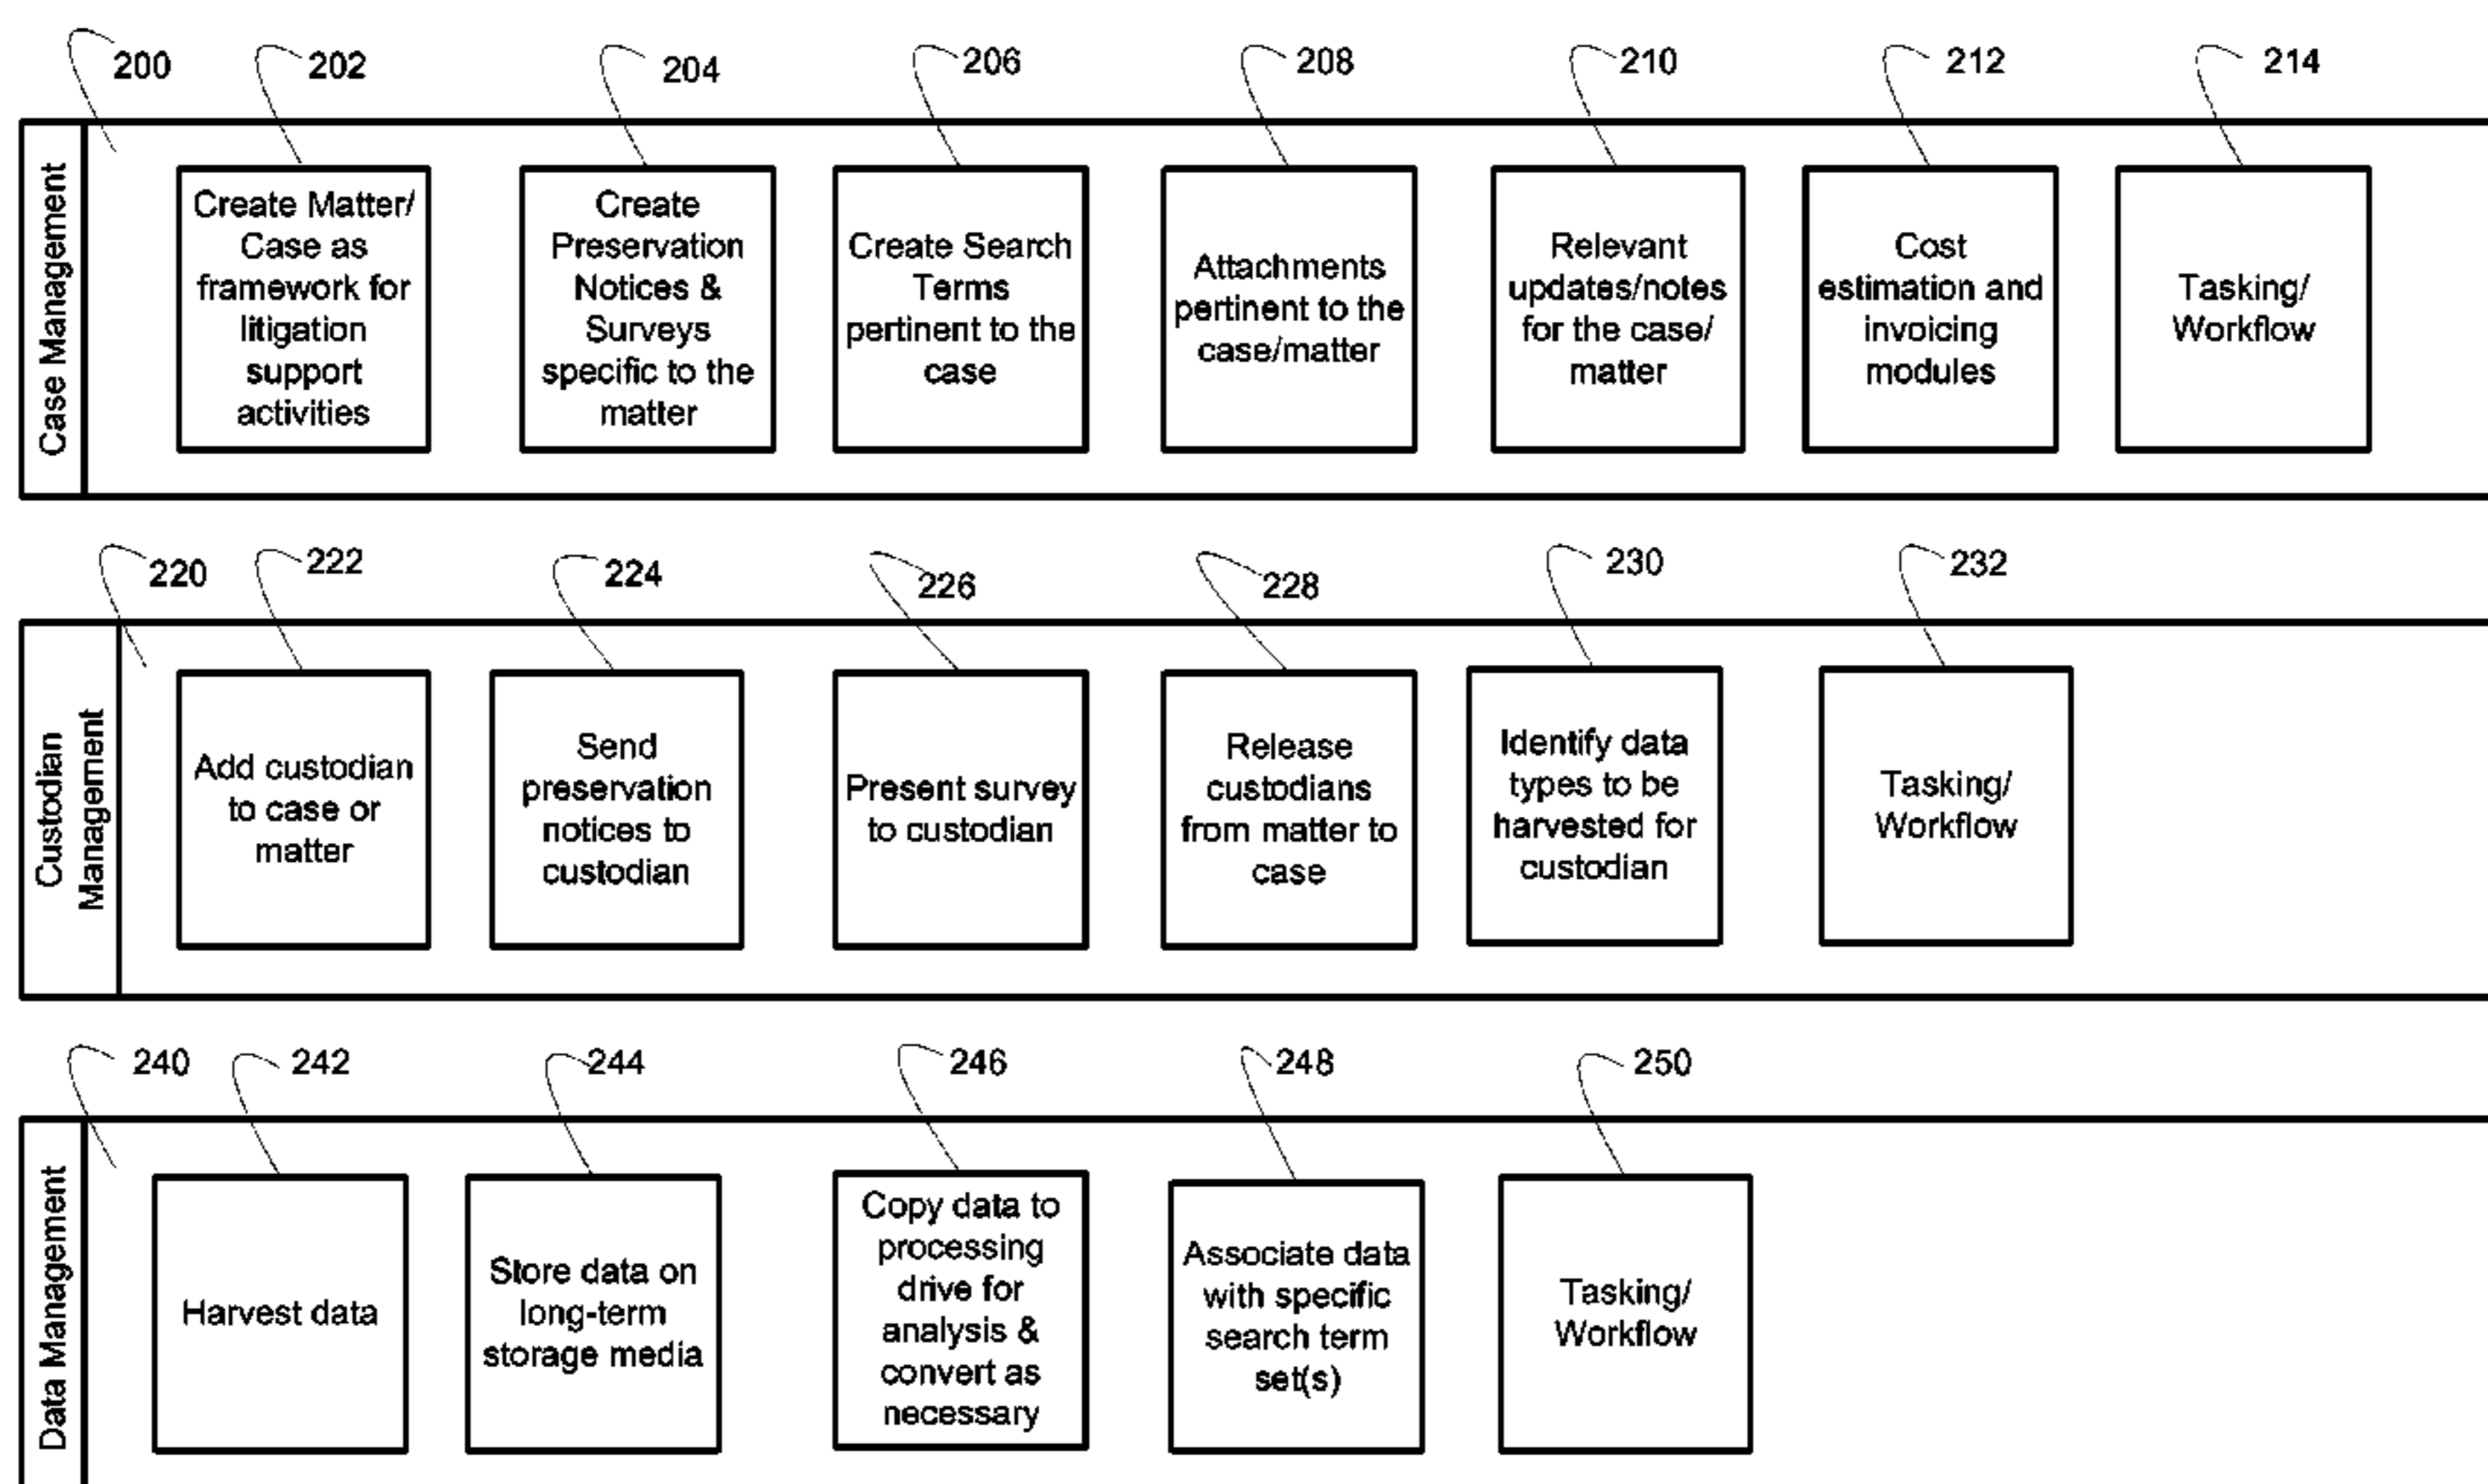 200
202
204
206
208
210
212
214
Case Management
Create Matter/
Case as
framework for
litigation
support
activities
Create
Preservation
Notices &
Surveys
specific to the
matter
Create Search
Terms
pertinent to the
case
Attachments
pertinent to the
case/matter
Relevant
updates/notes
for the case/
matter
Cost
estimation and
invoicing
modules
Tasking/
Workflow
220
222
224
226
228
230
232
Custodian
Management
Add custodian
to case or
matter
Send
preservation
notices to
custodian
Present survey
to custodian
Release
custodians
from matter to
case
Identify data
types to be
harvested for
custodian
Tasking/
Workflow
240
242
244
246
248
250
Data Management
Harvest data
Store data on
long-term
storage media
Copy data to
processing
drive for
analysis &
convert as
necessary
Associate data
with specific
search term
set(s)
Tasking/
Workflow